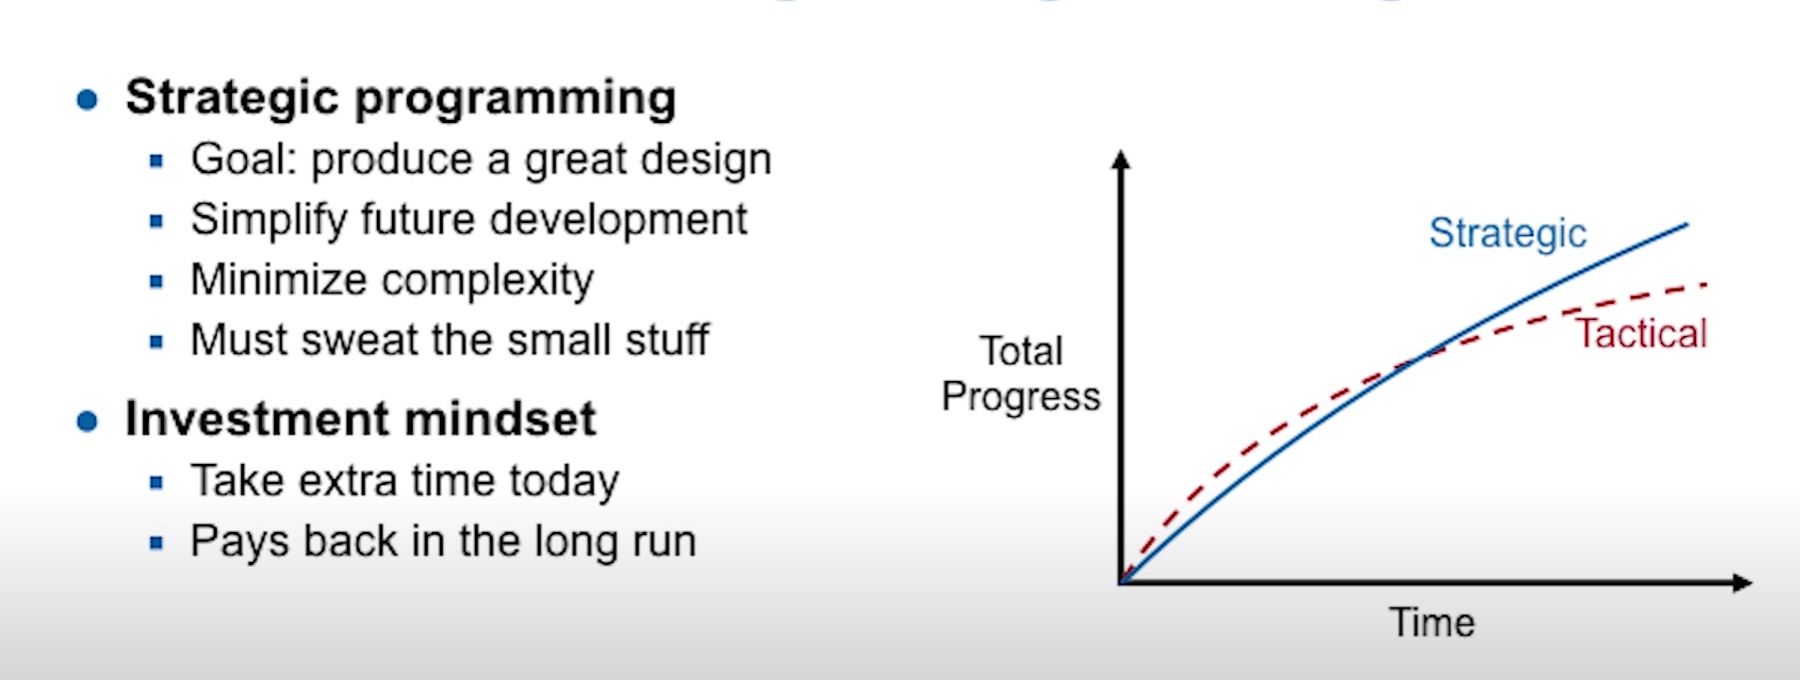 Strategic programming
Goal: produce a great design
Simplify future development
Minimize complexity
Must sweat the small stuff
Investment mindset
Take extra time today
Pays back in the long run
Total
Progress
Strategic
Tactical
Time